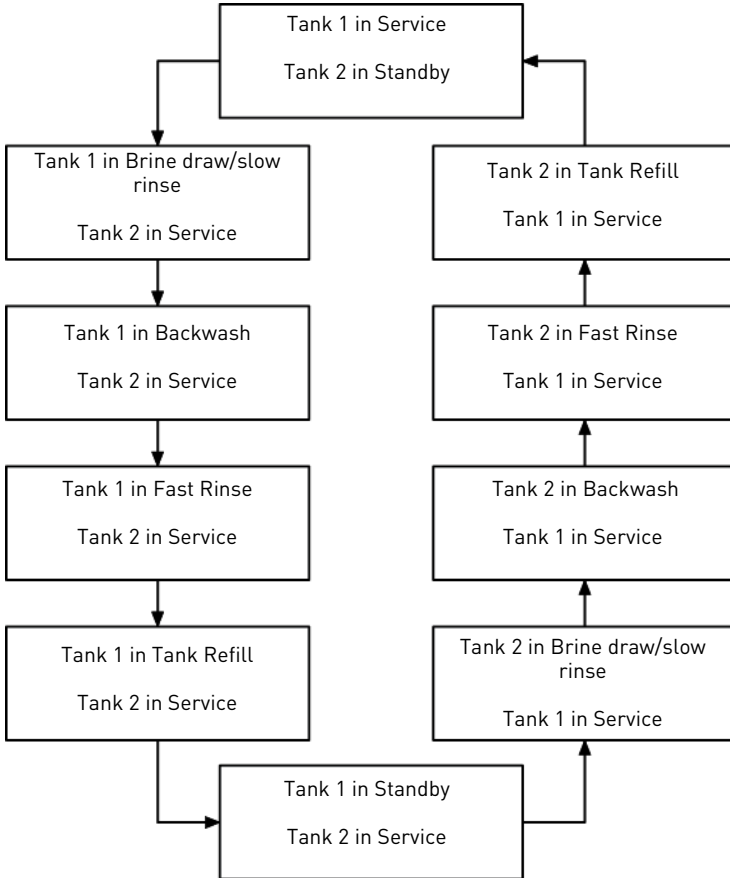 Tank 1 in Service
Tank 2 in Standby
Tank 1 in Brine draw/slow
rinse
Tank 2 in Service
Tank 2 in Tank Refill
Tank 1 in Service
Tank 1 in Backwash
Tank 2 in Service
Tank 2 in Fast Rinse
Tank 1 in Service
Tank 1 in Fast Rinse
Tank 2 in Service
Tank 2 in Backwash
Tank 1 in Service
Tank 1 in Tank Refill
Tank 2 in Service
Tank 2 in Brine draw/slow
rinse
Tank 1 in Service
Tank 1 in Standby
Tank 2 in Service